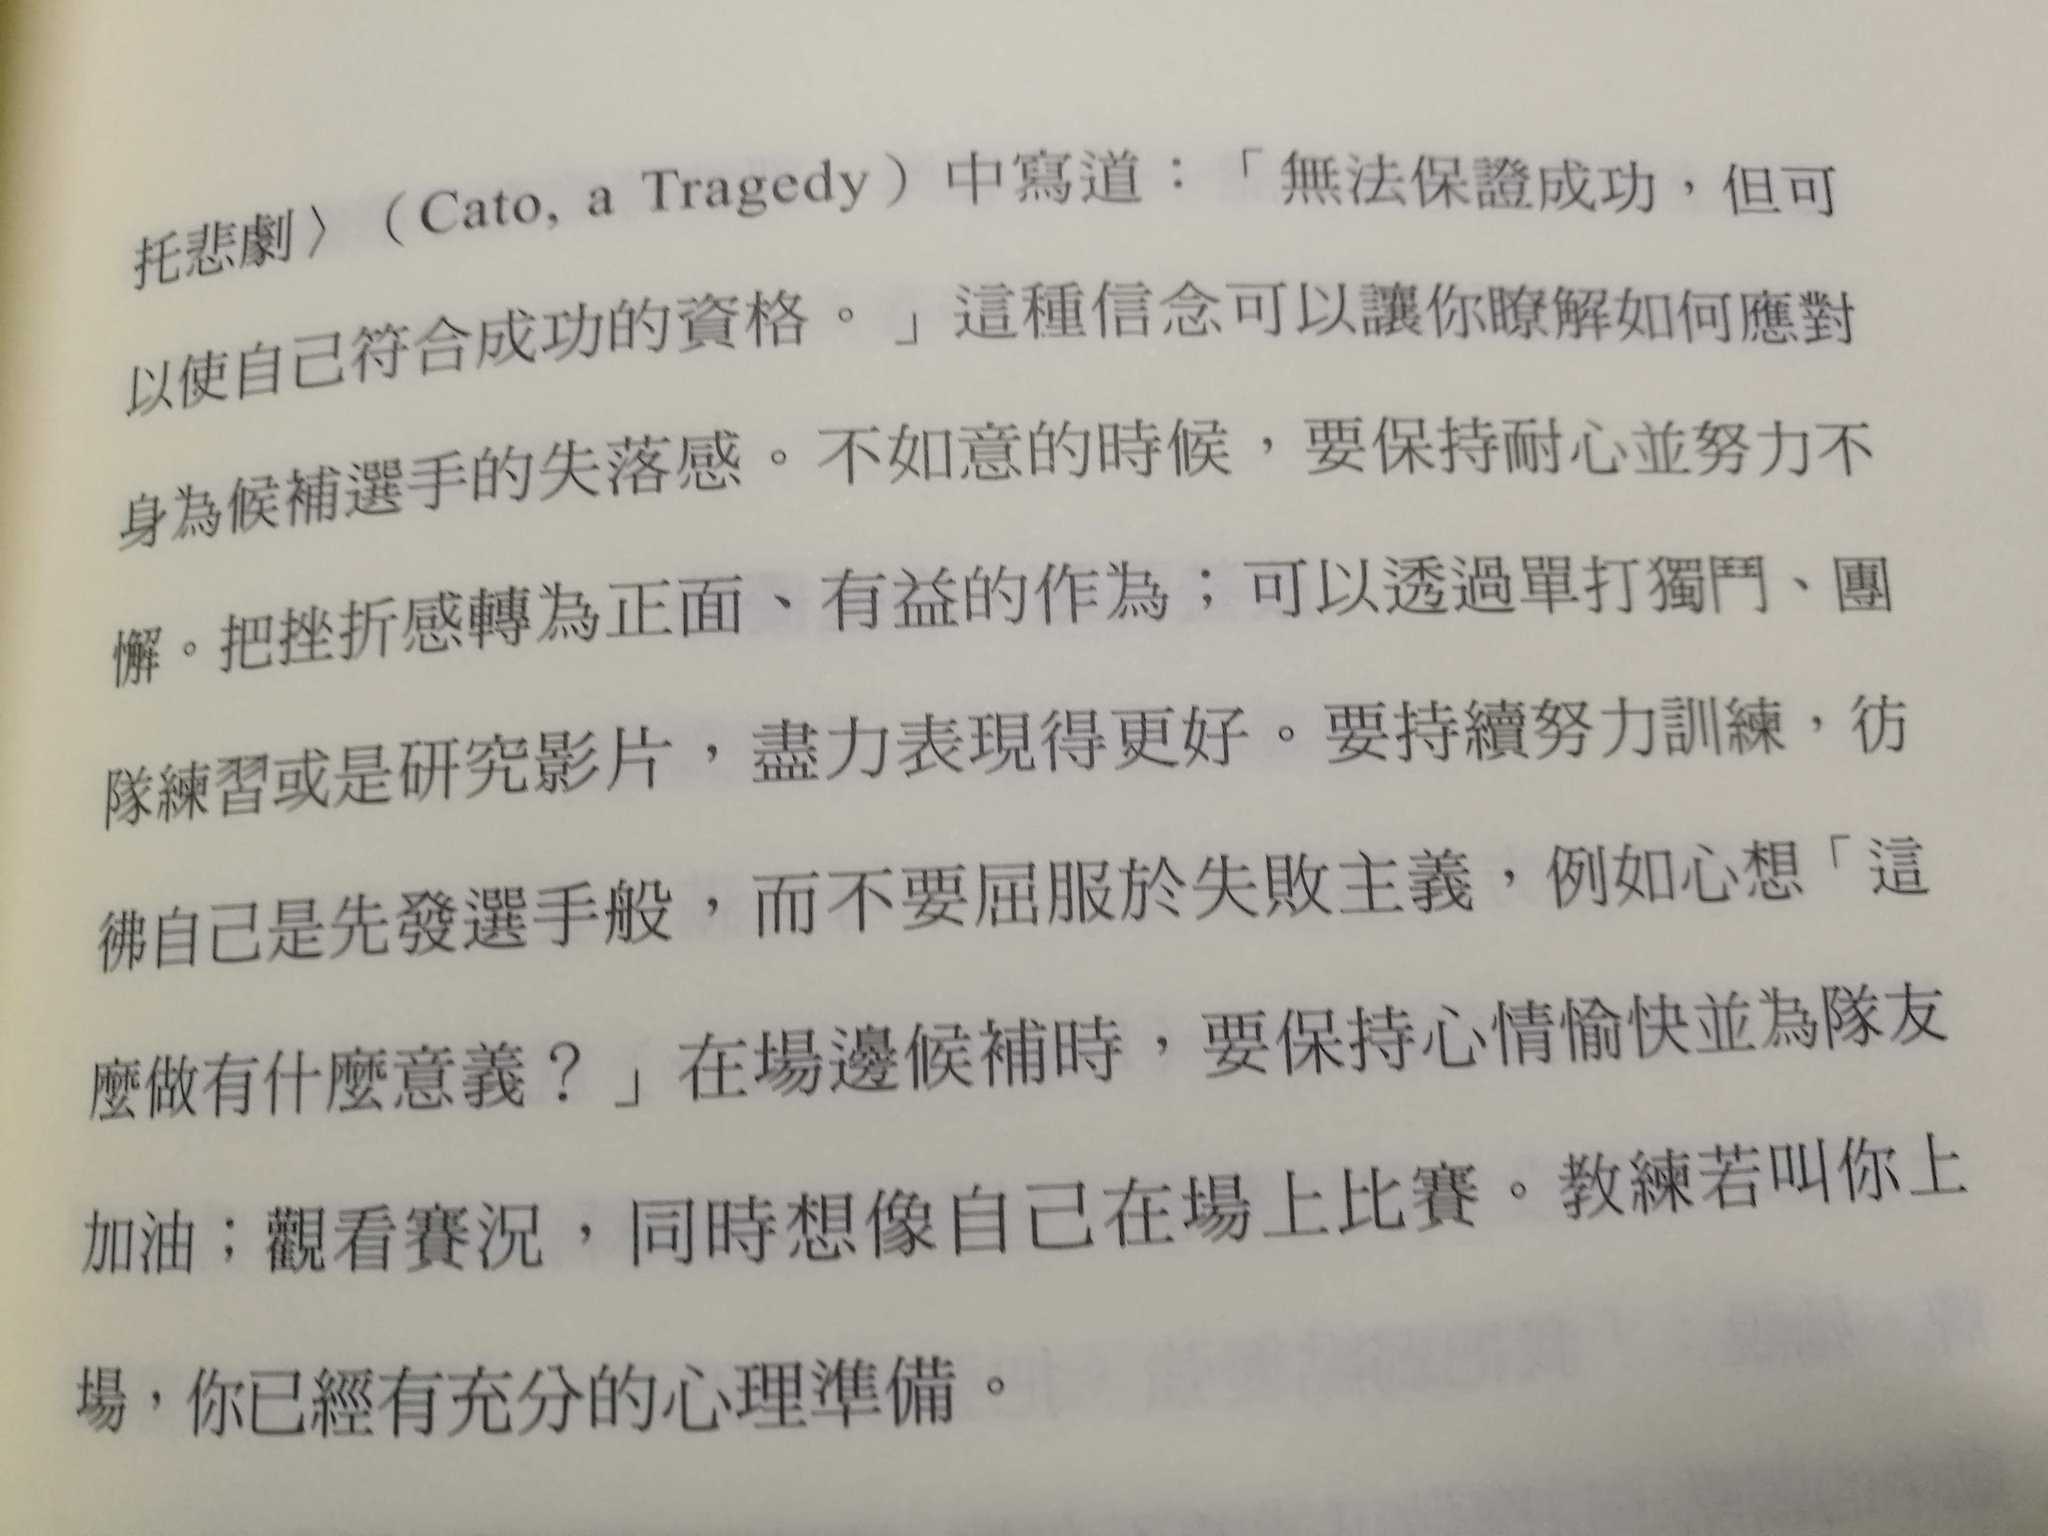 托悲劇〉（Cato, a Tragedy）中寫道：「無法保證成功，但可
以使自己符合成功的資格。」這種信念可以讓你瞭解如何應對
身為候補選手的失落感。不如意的時候，要保持耐心並努力不
懈。把挫折感轉為正面、有益的作為；可以透過單打獨鬥、團
隊練習或是研究影片，盡力表現得更好。要持續努力訓練，彷
彿自己是先發選手般，而不要屈服於失敗主義，例如心想「這
麼做有什麼意義？」在場邊候補時，要保持心情愉快並為隊友
加油；觀看賽況，同時想像自己在場上比賽。教練若叫你上
場，你已經有充分的心理準備。